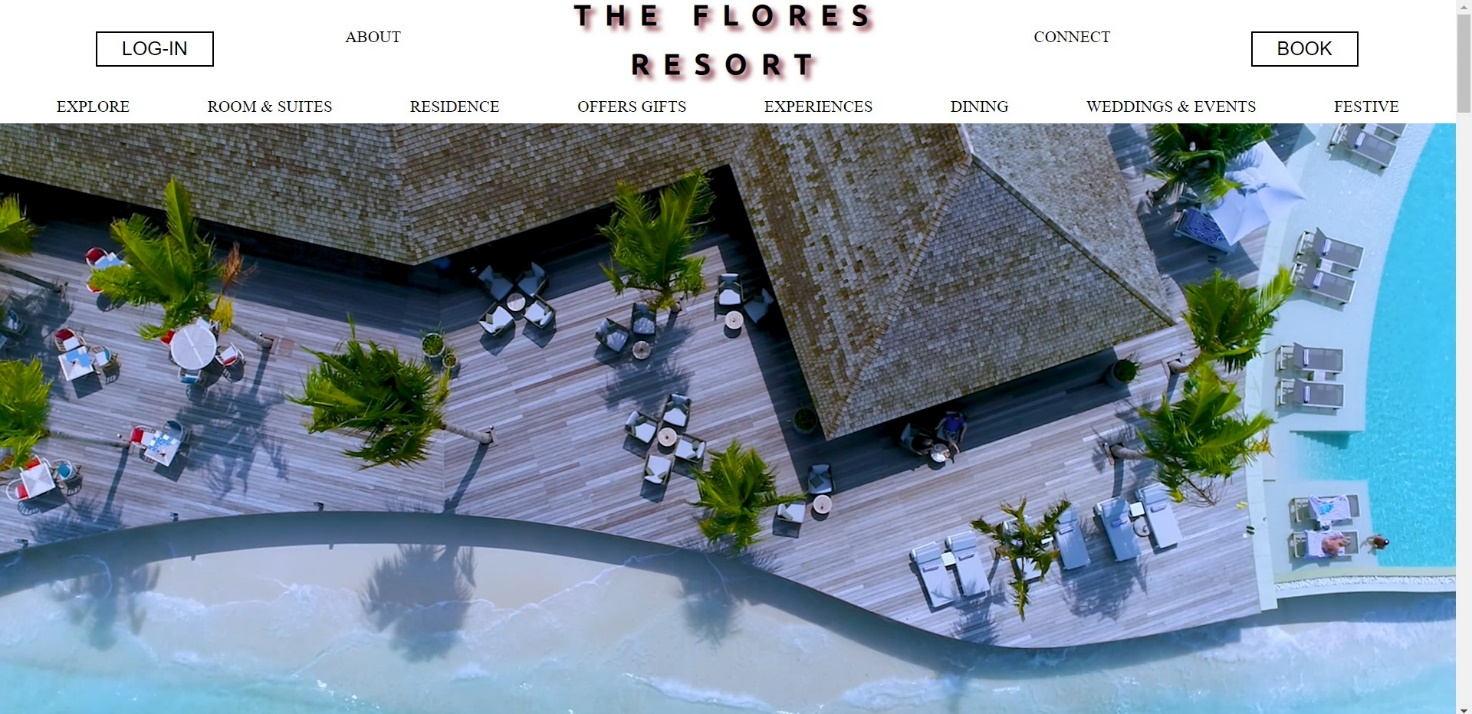 LOG-IN
ABOUT
THE FLORES
RESORT
CONNECT
BOOK
EXPLORE ROOM & SUITES RESIDENCE OFFERS GIFTS EXPERIENCES DINING WEDDINGS & EVENTS FESTIVE